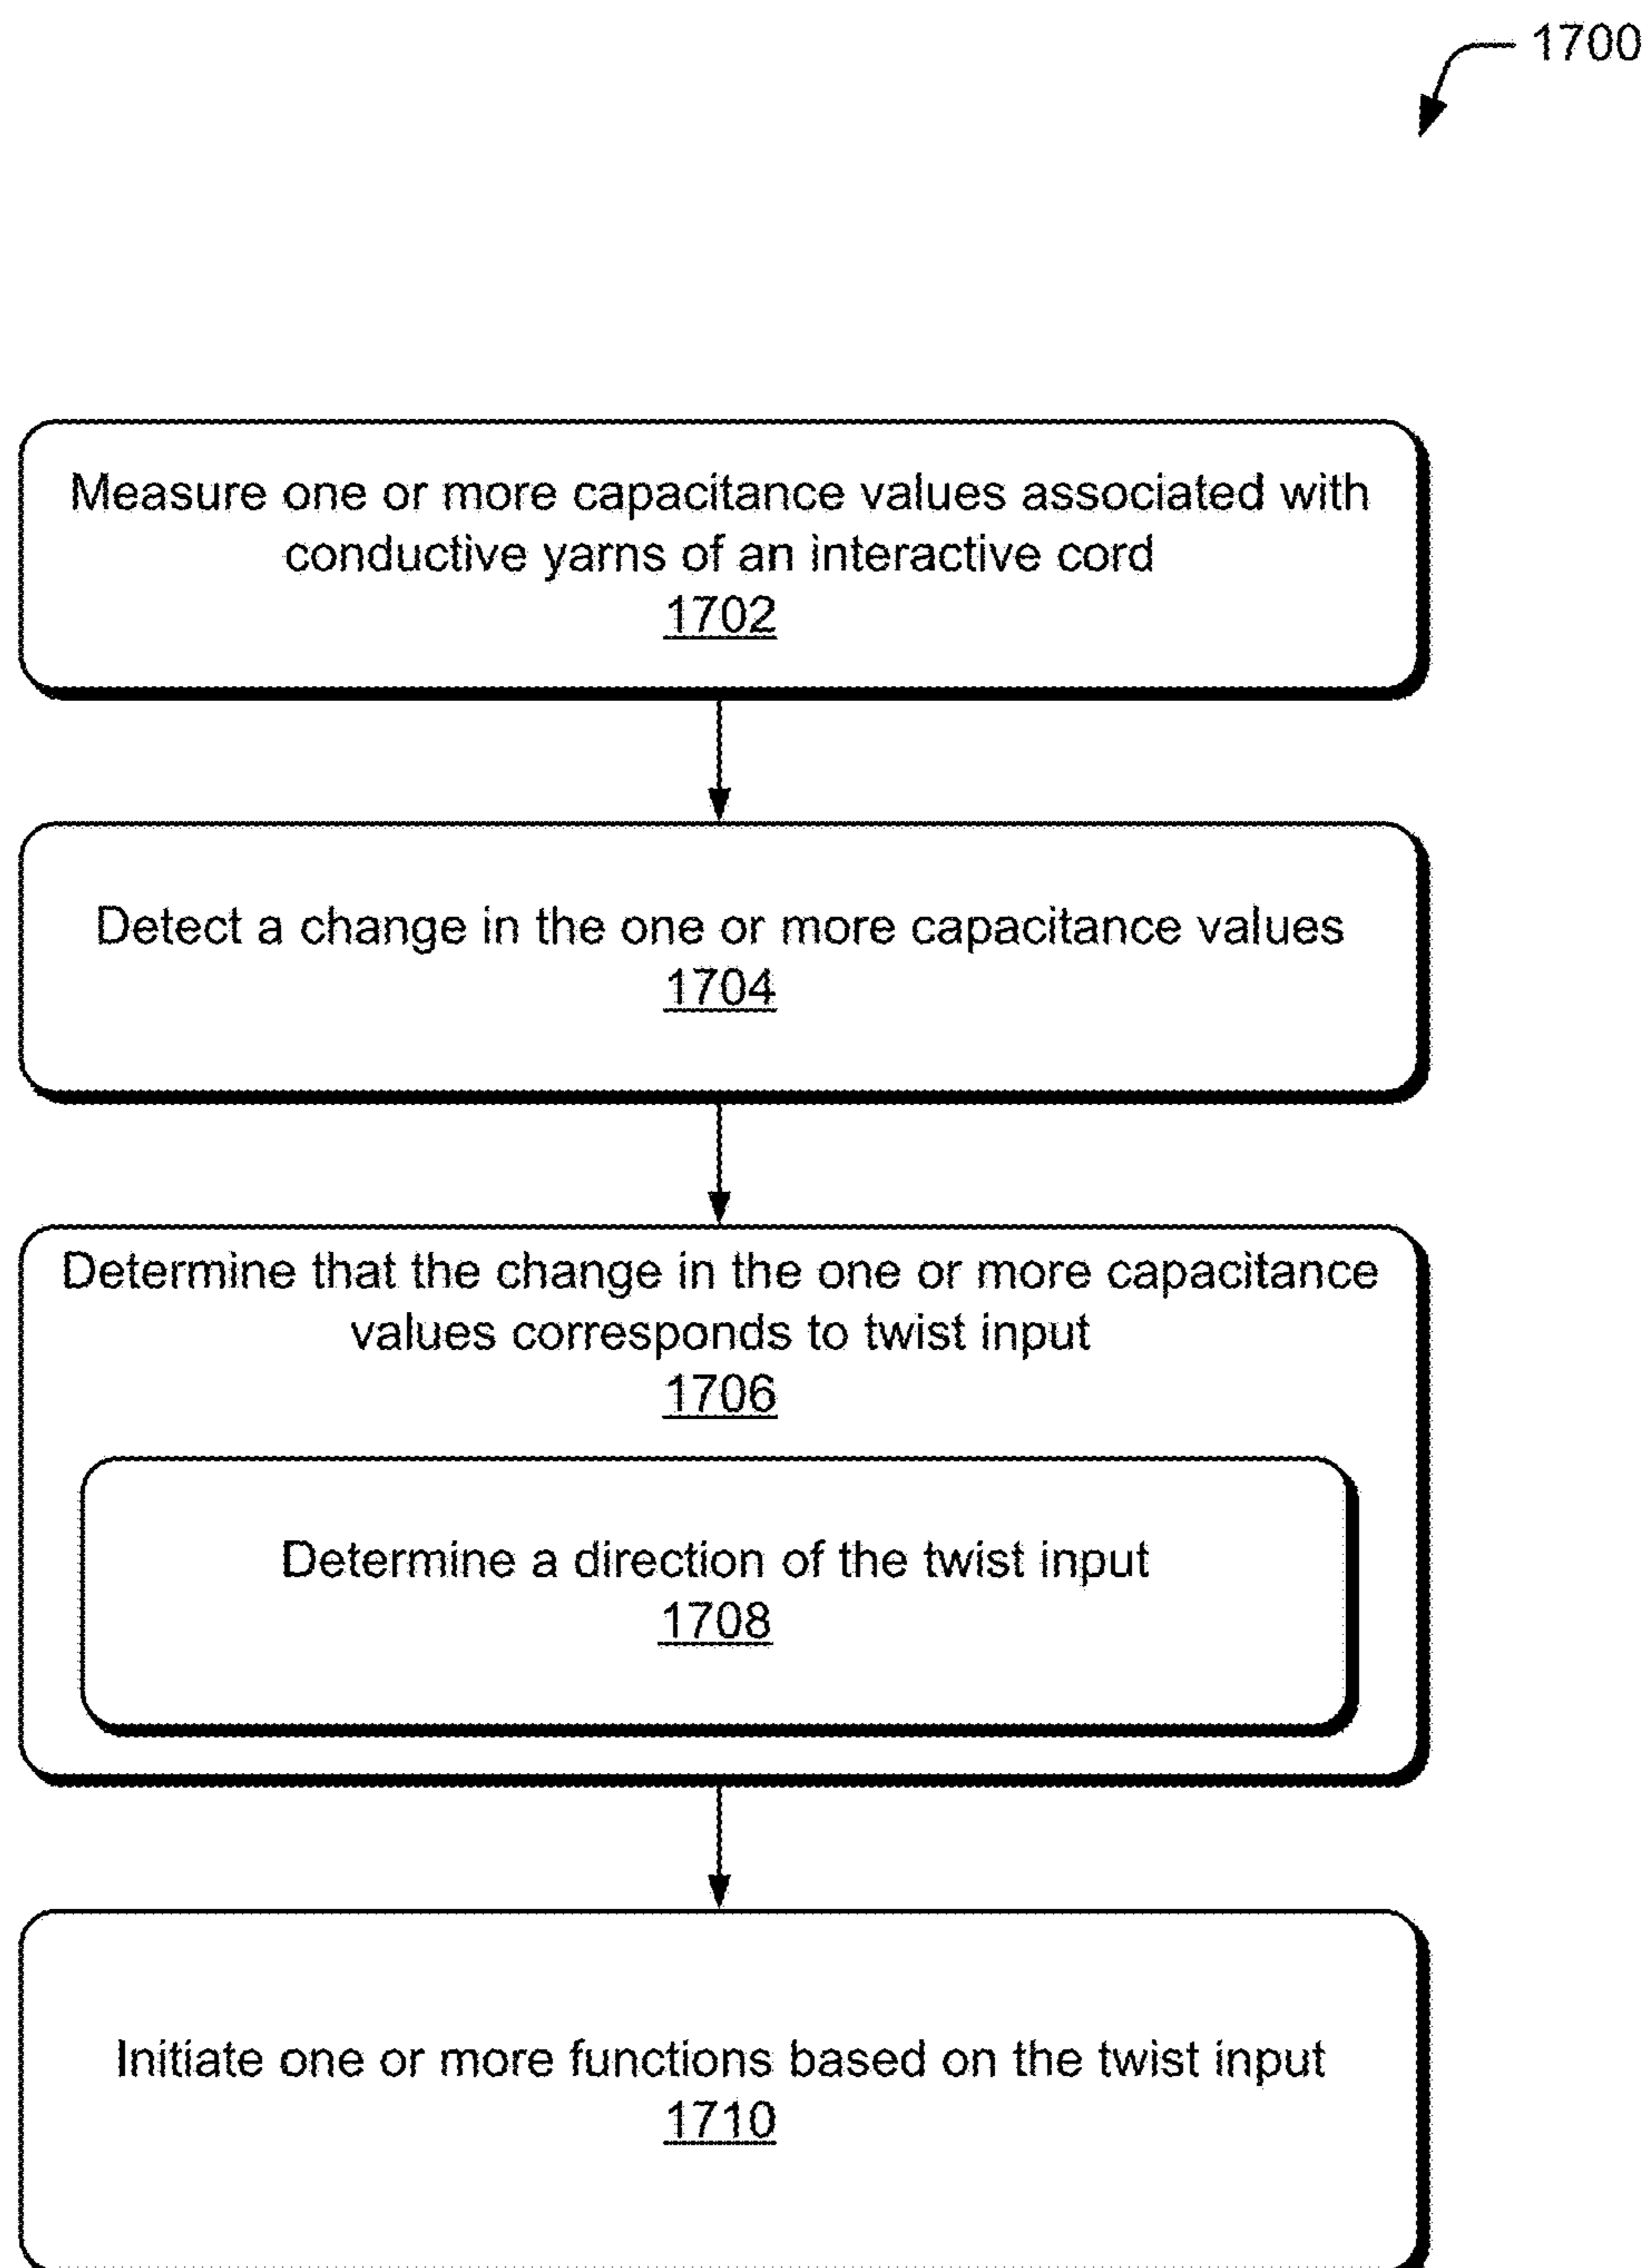 1700
Measure one or more capacitance values associated with
conductive yarns of an interactive cord
1702
Detect a change in the one or more capacitance values
1704
Determine that the change in the one or more capacitance
values corresponds to twist input
1706
Determine a direction of the twist input
1708
Initiate one or more functions based on the twist input
1710